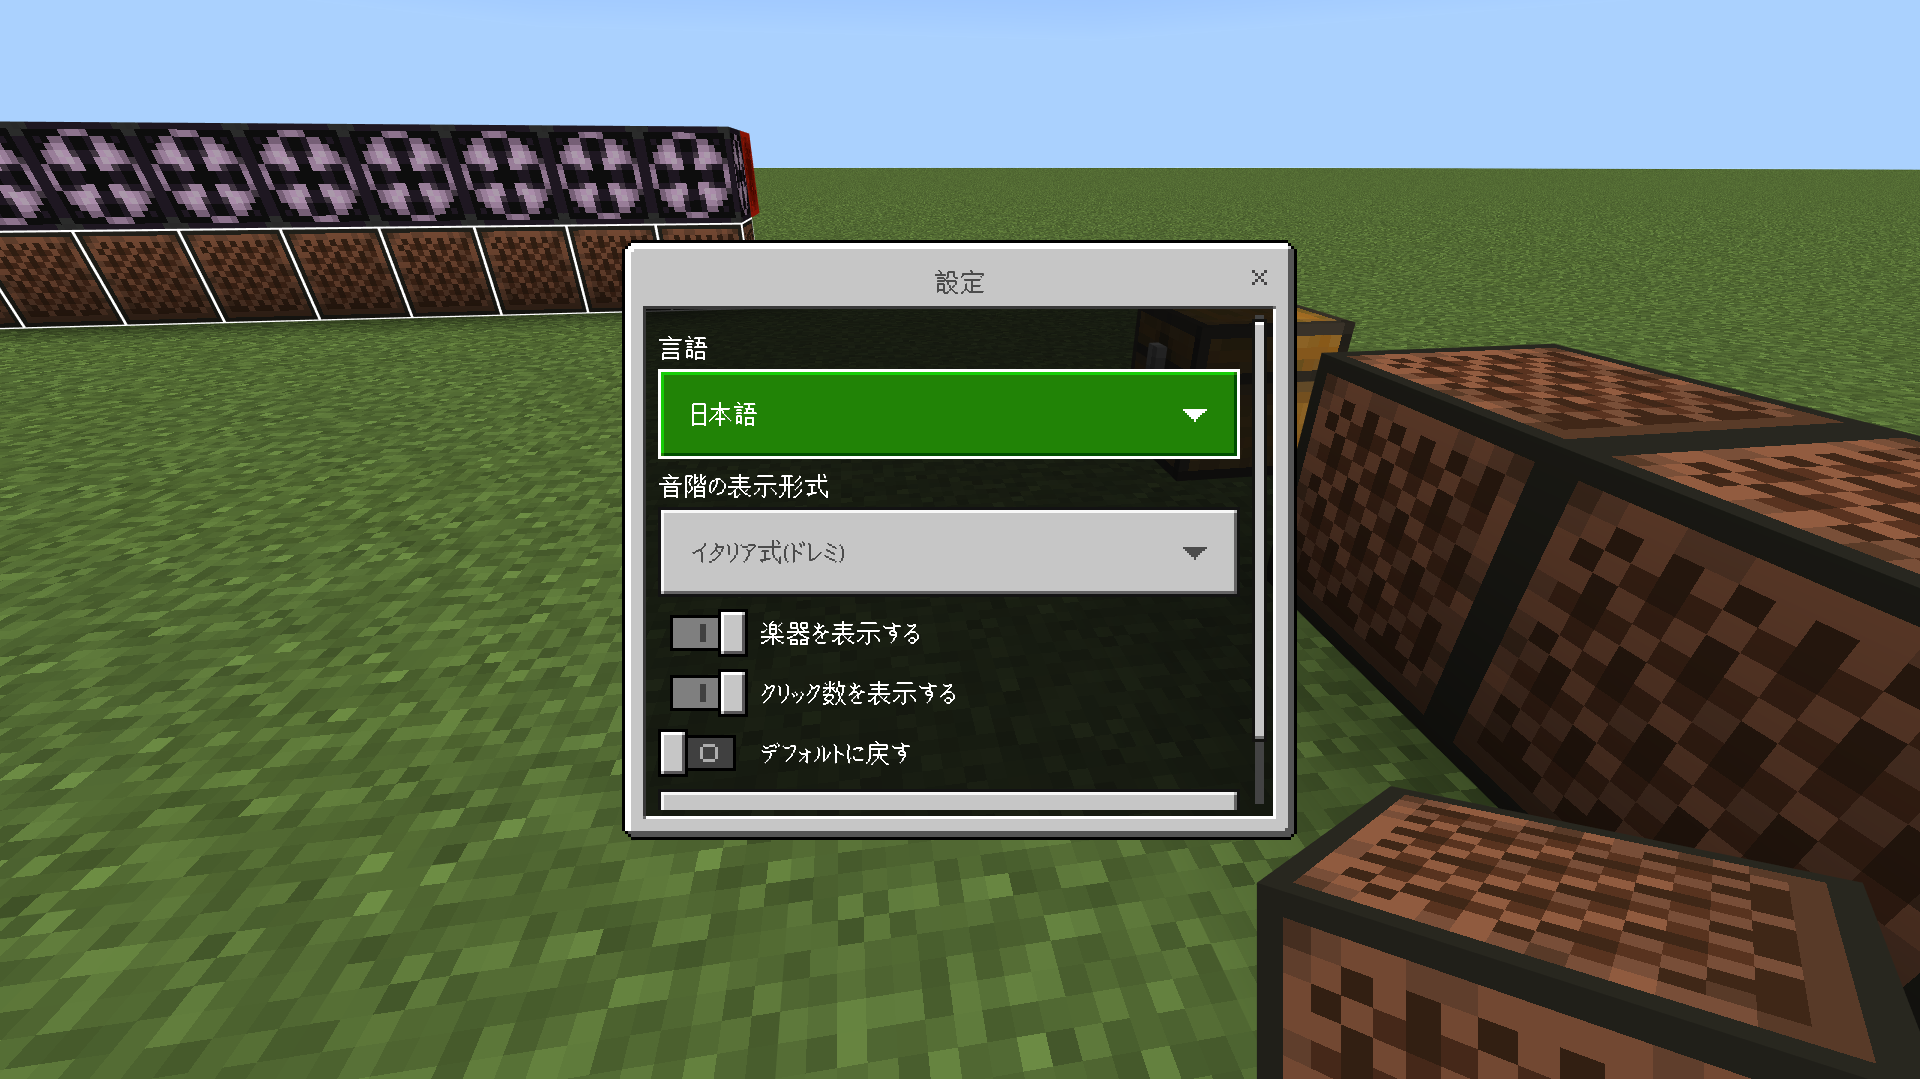 設定
言語
日本語
音階の表示形式
イタリア式(ドレミ)
楽器を表示する
クリック数を表示する
デフォルトに戻す